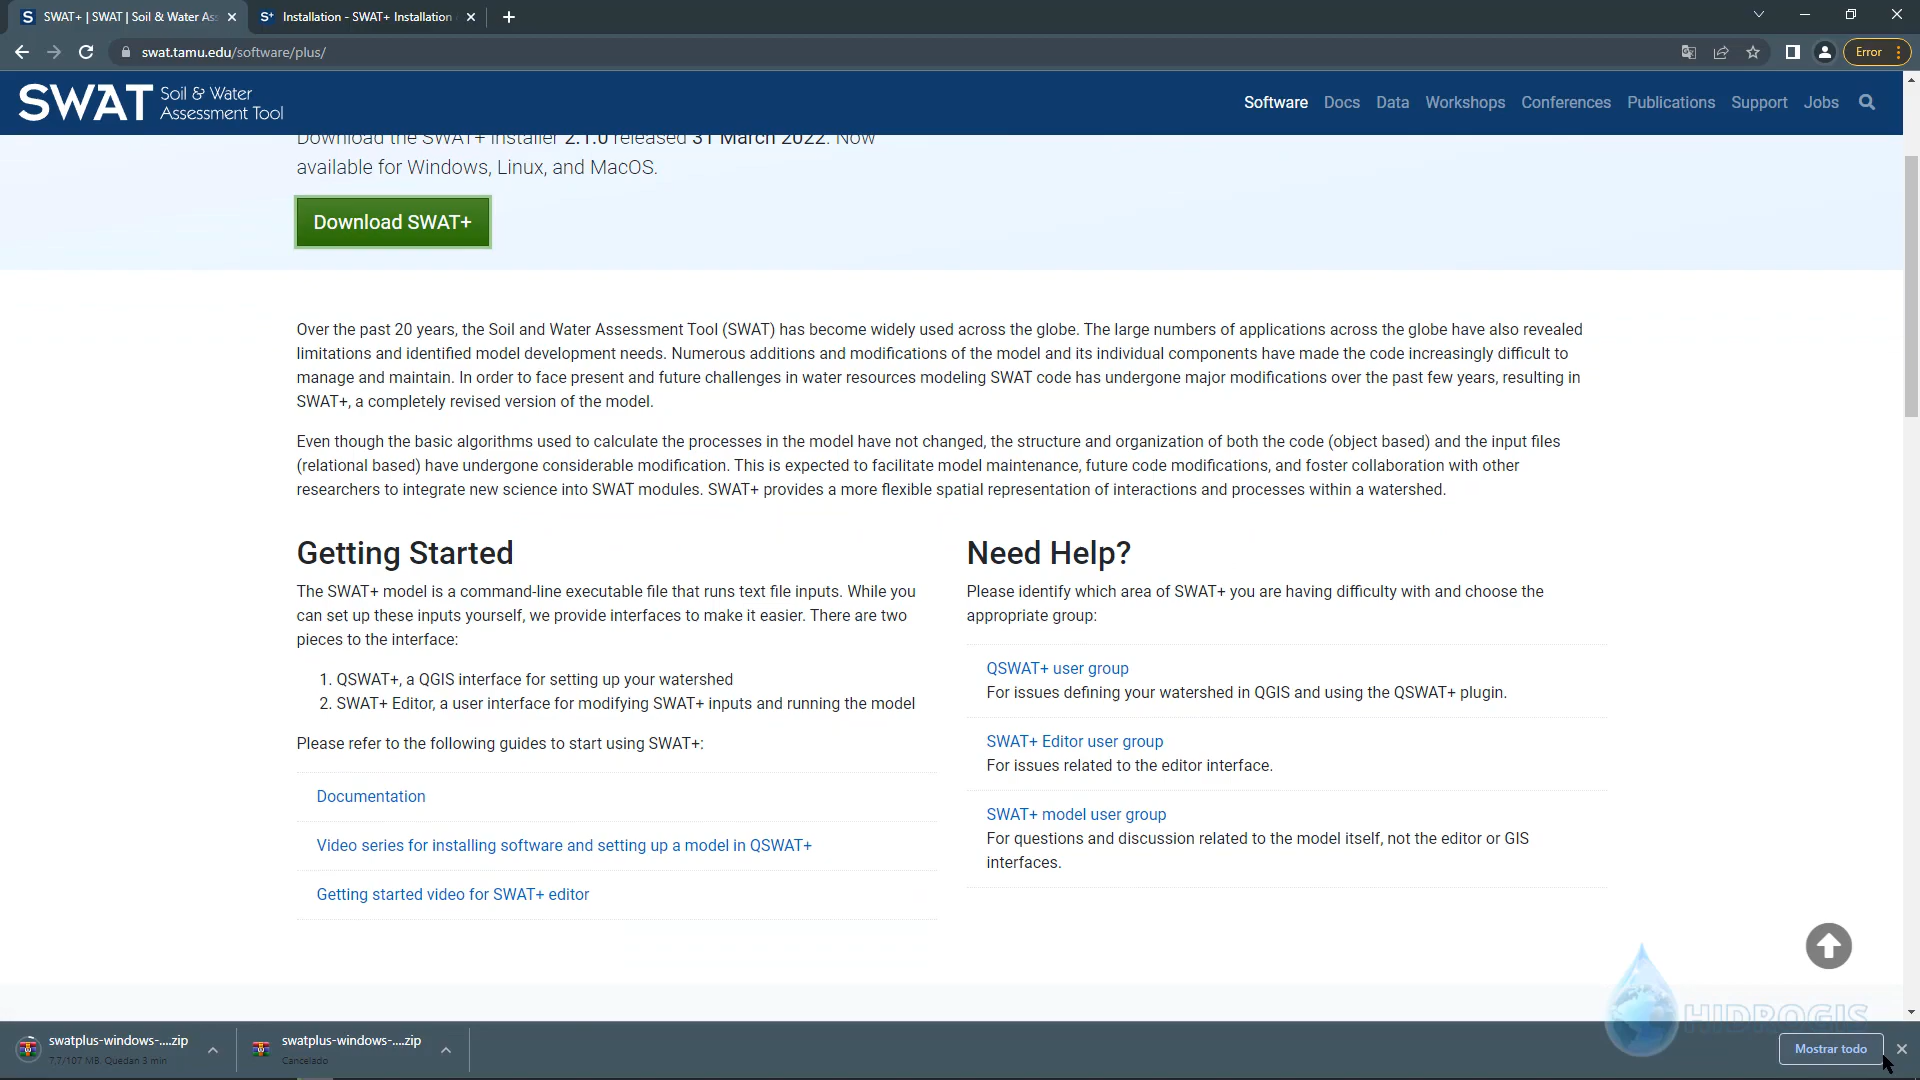 SWAT+ | SWAT | Soil & Water As
Installation - SWAT+ Installation
swat.tamu.edu/software/plus/
Error
SWAT Soil & Water Assessment Tool
Software Docs Data Workshops Conferences Publications Support Jobs
Download the SWAT+ Installer 2.1.0 released 31 March 2022. Now
available for Windows, Linux, and MacOS.
Download SWAT+
Over the past 20 years, the Soil and Water Assessment Tool (SWAT) has become widely used across the globe. The large numbers of applications across the globe have also revealed
limitations and identified model development needs. Numerous additions and modifications of the model and its individual components have made the code increasingly difficult to
manage and maintain. In order to face present and future challenges in water resources modeling SWAT code has undergone major modifications over the past few years, resulting in
SWAT+, a completely revised version of the model.
Even though the basic algorithms used to calculate the processes in the model have not changed, the structure and organization of both the code (object based) and the input files
(relational based) have undergone considerable modification. This is expected to facilitate model maintenance, future code modifications, and foster collaboration with other
researchers to integrate new science into SWAT modules. SWAT+ provides a more flexible spatial representation of interactions and processes within a watershed.
Getting Started
The SWAT+ model is a command-line executable file that runs text file inputs. While you
can set up these inputs yourself, we provide interfaces to make it easier. There are two
pieces to the interface:
1. QSWAT+, a QGIS interface for setting up your watershed
2. SWAT+ Editor, a user interface for modifying SWAT+ inputs and running the model
Please refer to the following guides to start using SWAT+:
Documentation
Video series for installing software and setting up a model in QSWAT+
Getting started video for SWAT+ editor
Need Help?
Please identify which area of SWAT+ you are having difficulty with and choose the
appropriate group:
QSWAT+ user group
For issues defining your watershed in QGIS and using the QSWAT+ plugin.
SWAT+ Editor user group
For issues related to the editor interface.
SWAT+ model user group
For questions and discussion related to the model itself, not the editor or GIS
interfaces.
HIDROGIS
swatplus-windows-....zip
7,7/107 MB. Quedan 3 min
swatplus-windows-....zip
Cancelado
Mostrar todo